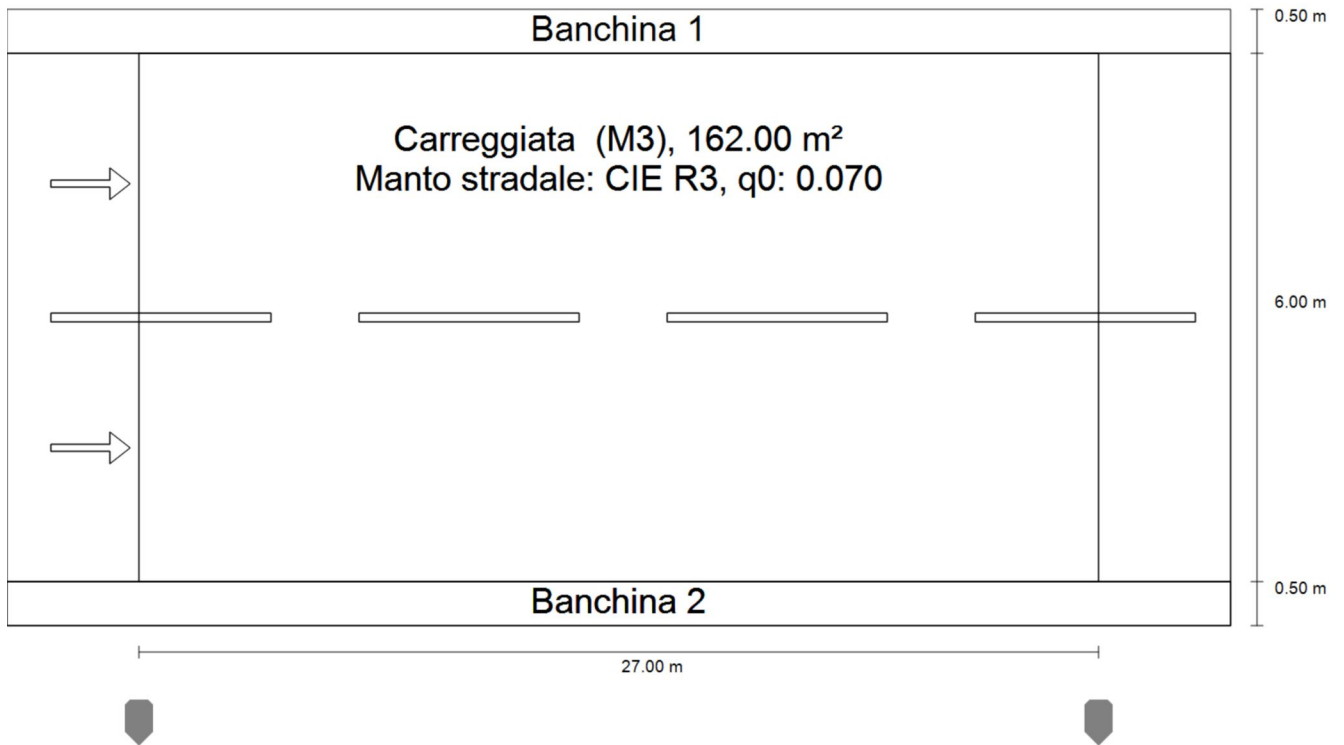 Banchina 1
0.50 m
Carreggiata (M3), 162.00 m²
Manto stradale: CIE R3, q0: 0.070
6.00 m
Banchina 2
0.50 m
27.00 m